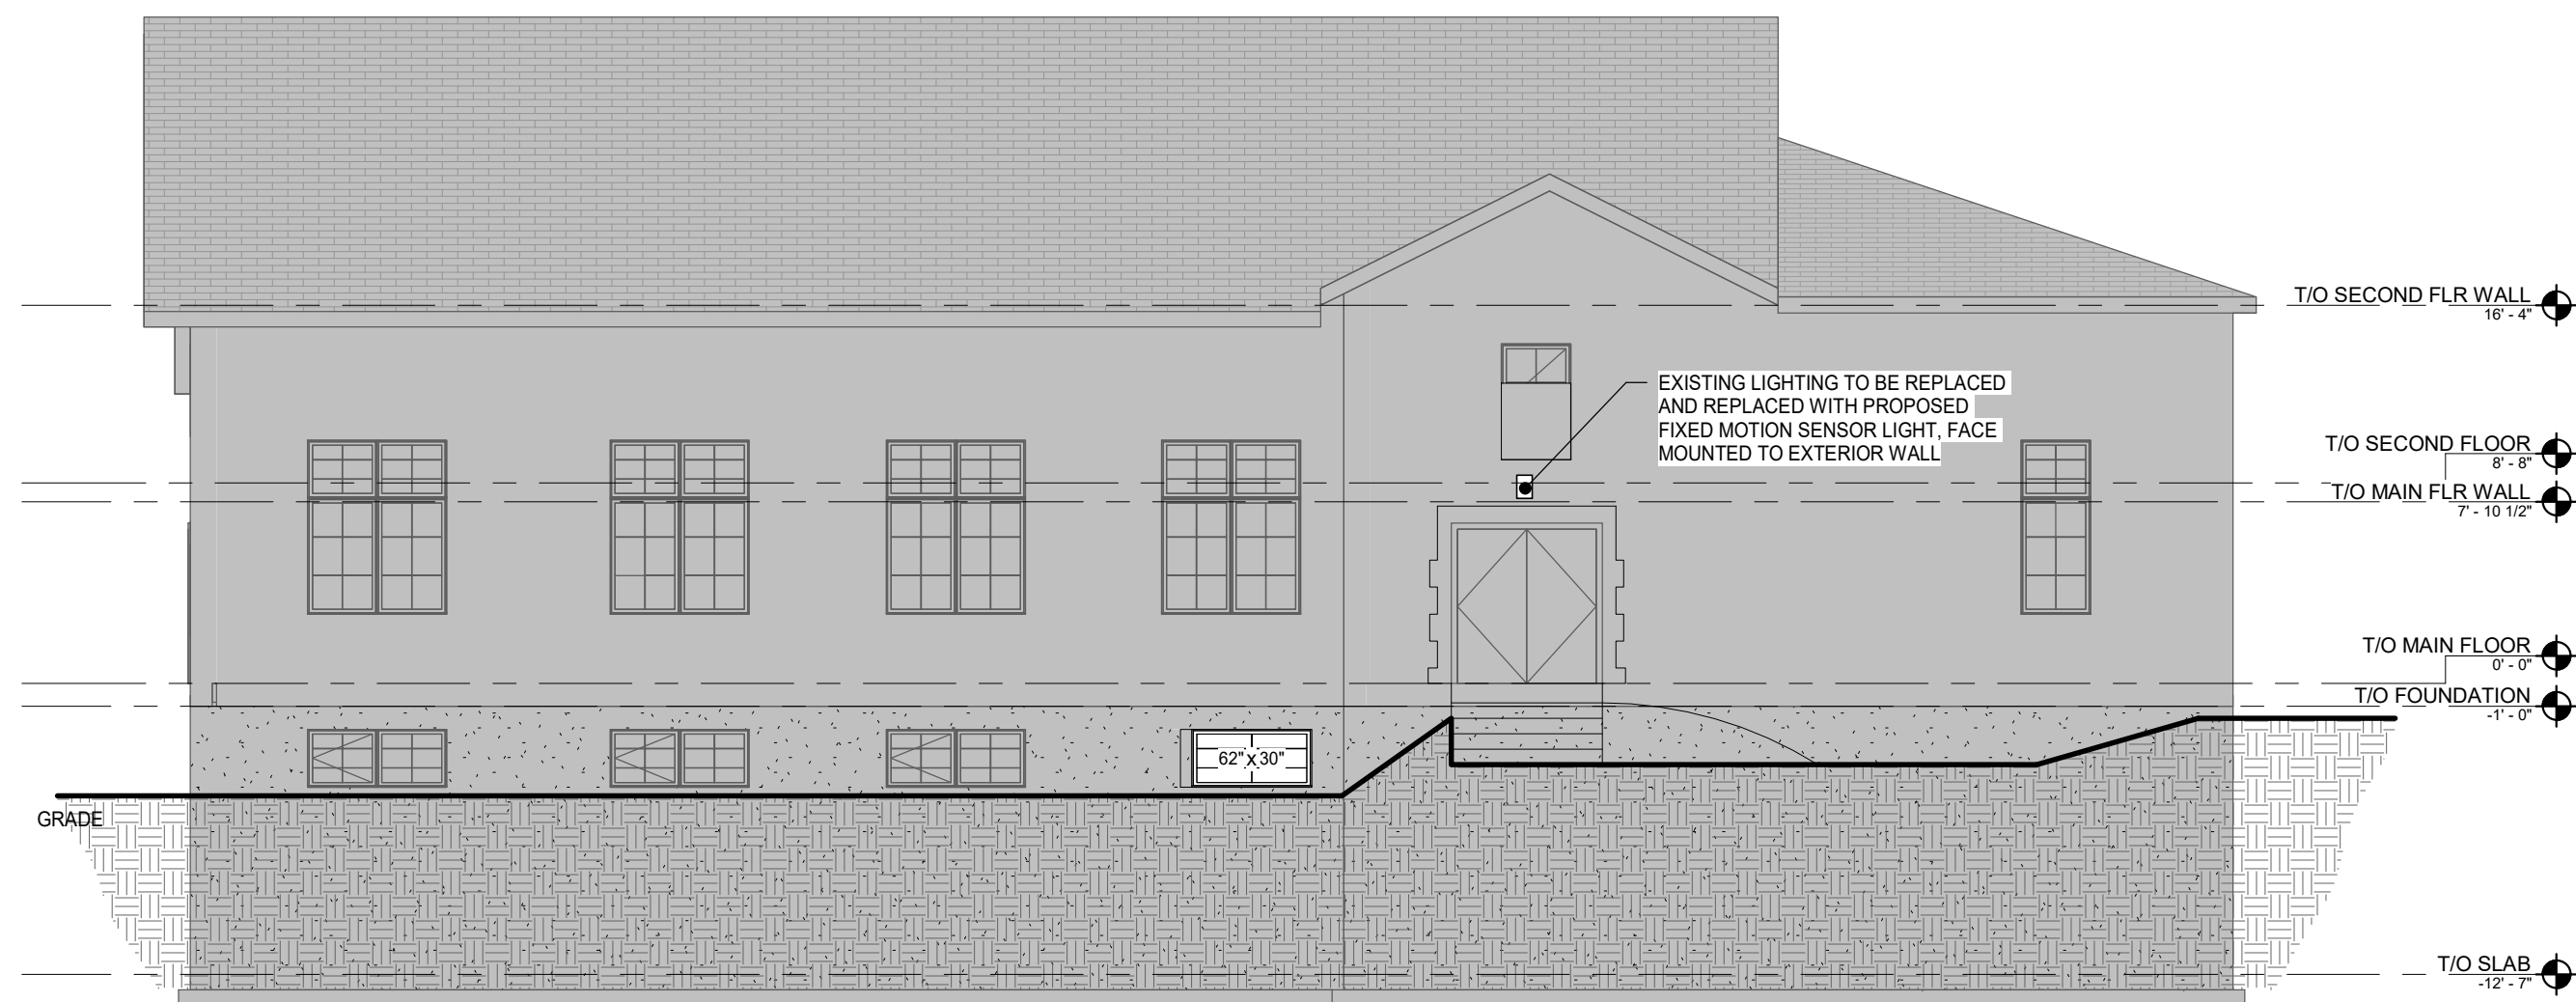 T/O SECOND FLR WALL
16' - 4"
EXISTING LIGHTING TO BE REPLACED
AND REPLACED WITH PROPOSED
FIXED MOTION SENSOR LIGHT, FACE
MOUNTED TO EXTERIOR WALL
T/O SECOND FLOOR
8' - 8"
T/O MAIN FLR WALL
7' - 10 1/2"
T/O MAIN FLOOR
0' - 0"
T/O FOUNDATION
-1' - 0"
62" x 30"
GRADE
T/O SLAB
-12' - 7"